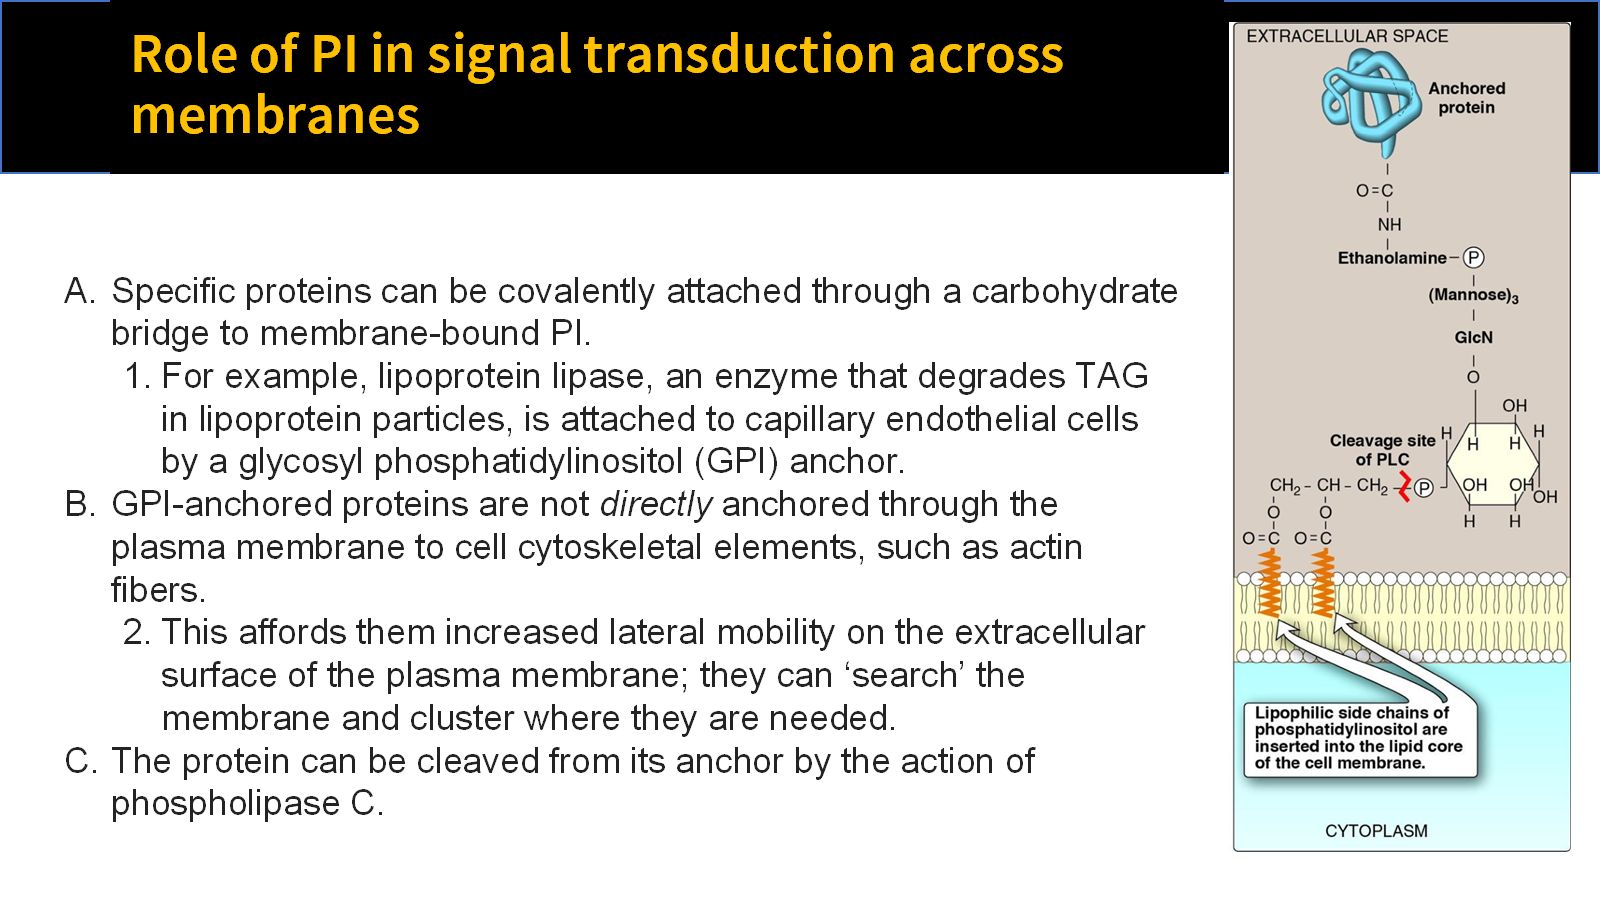 Role of PI in signal transduction across
membranes
A. Specific proteins can be covalently attached through a carbohydrate
bridge to membrane-bound PI.
1. For example, lipoprotein lipase, an enzyme that degrades TAG
in lipoprotein particles, is attached to capillary endothelial cells
by a glycosyl phosphatidylinositol (GPI) anchor.
B. GPI-anchored proteins are not directly anchored through the
plasma membrane to cell cytoskeletal elements, such as actin
fibers.
2. This affords them increased lateral mobility on the extracellular
surface of the plasma membrane; they can ‘search’ the
membrane and cluster where they are needed.
C. The protein can be cleaved from its anchor by the action of
phospholipase C.
EXTRACELLULAR SPACE
Anchored
protein
O=C
NH
Ethanolamine–P
(Mannose)3
GlcN
O
OH
H H H H
Cleavage site
of PLC
CH2 – CH – CH2 – P
OH OH OH
H H
O O
O=C O=C
Lipophilic side chains of
phosphatidylinositol are
inserted into the lipid core
of the cell membrane.
CYTOPLASM